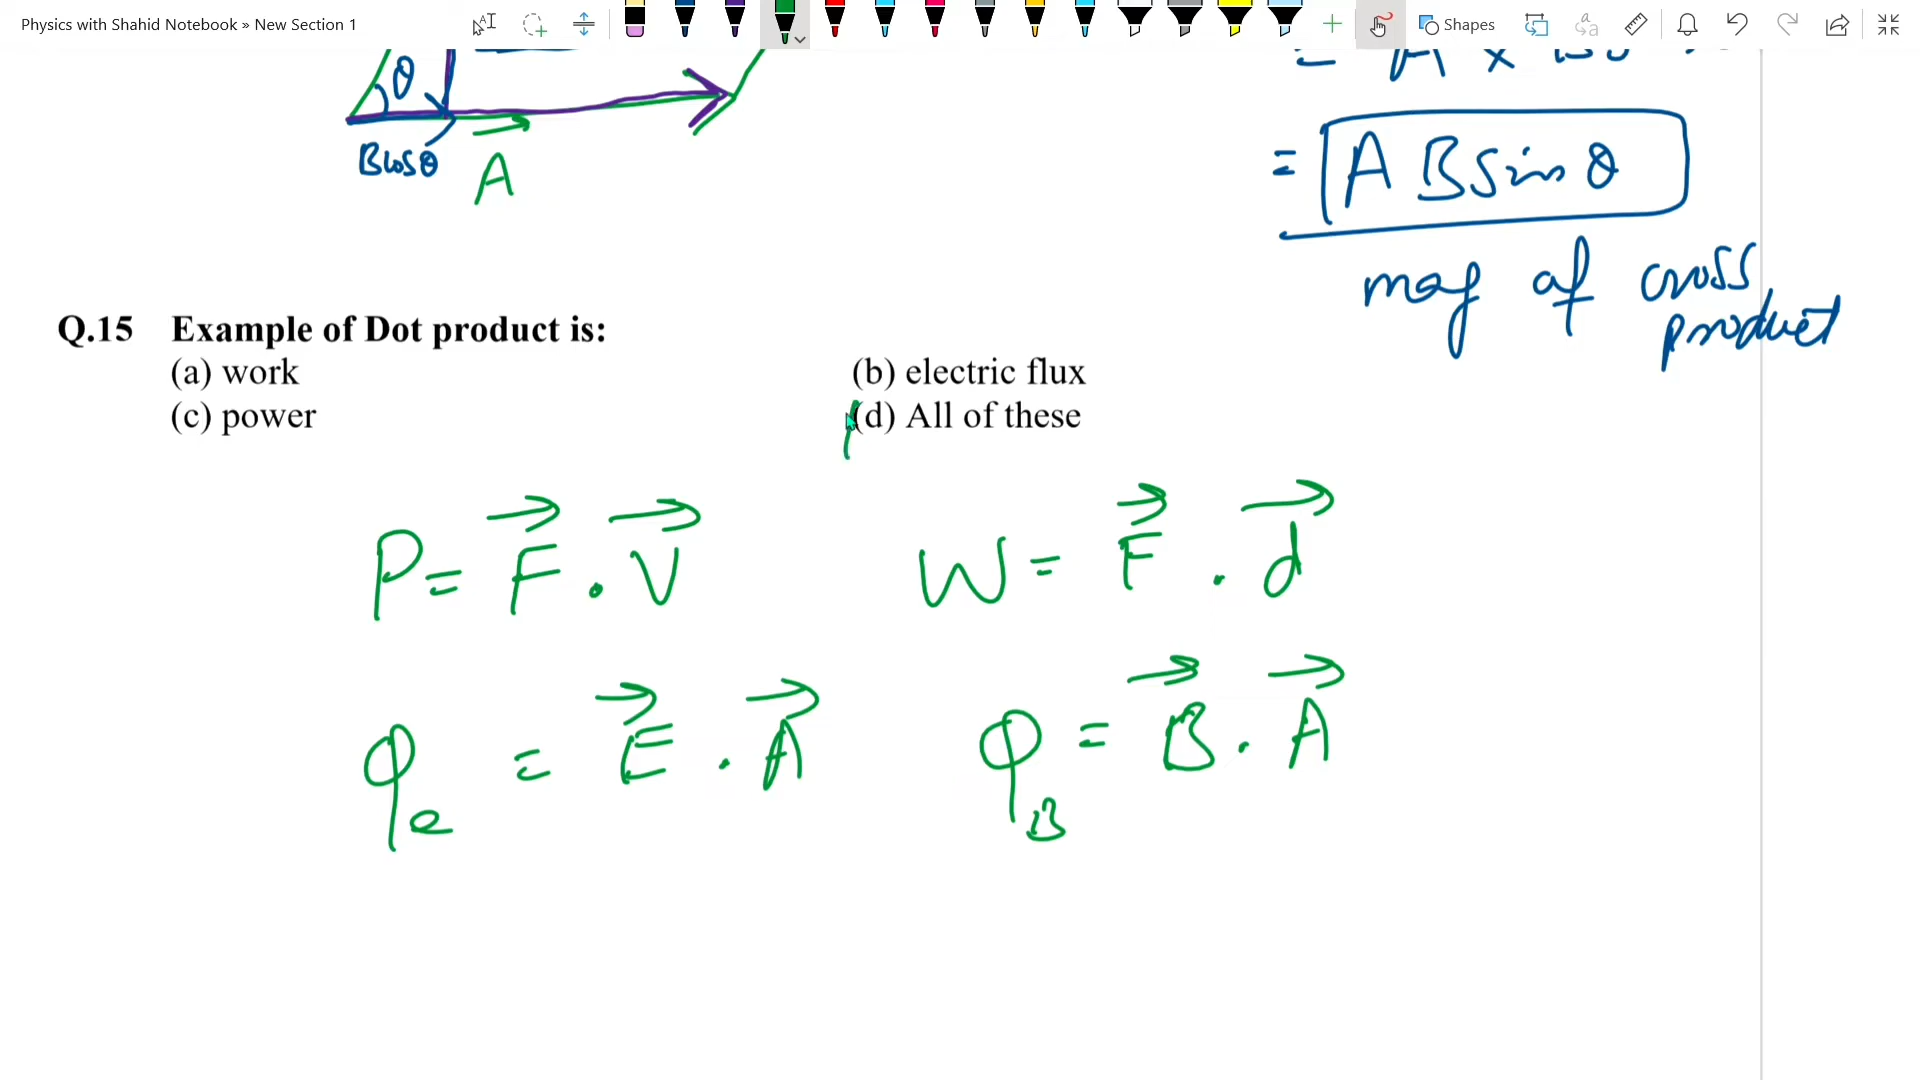 Physics with Shahid Notebook » New Section 1
Shapes
θ
Bcosθ
A
= A B sin θ
mag of cross
product
Q.15 Example of Dot product is:
(a) work (b) electric flux
(c) power (d) All of these
P = F . V W = F . d
φe = E . A φB = B . A